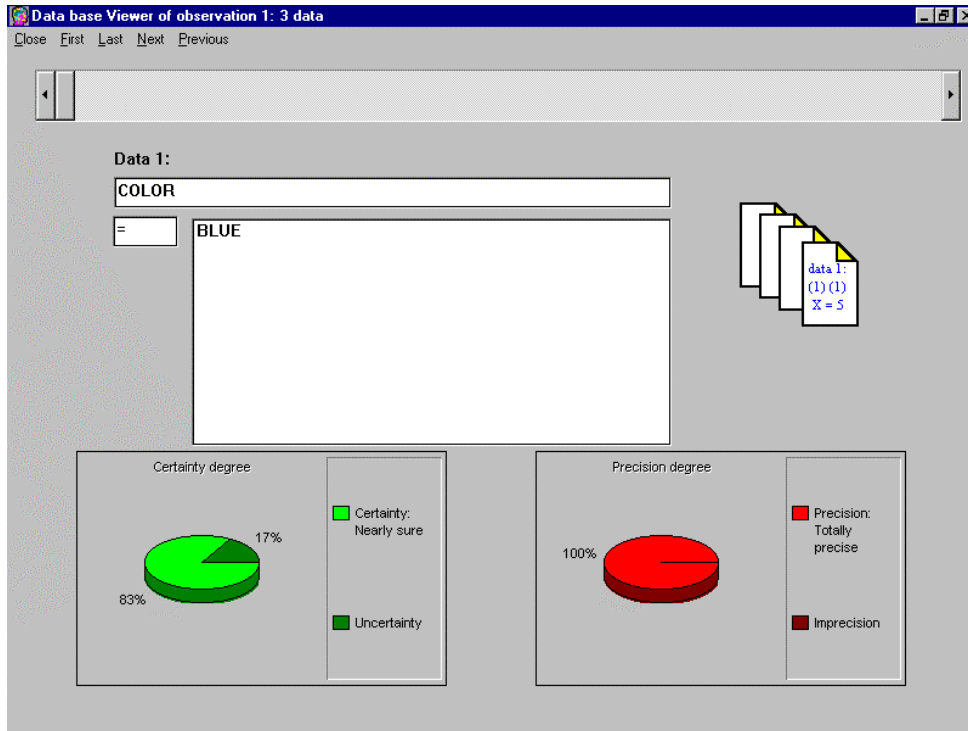 Data base Viewer of observation 1: 3 data
Close First Last Next Previous
Data 1:
COLOR
=
BLUE
data 1:
(1) (1)
X = 5
Certainty degree
17%
83%
Certainty:
Nearly sure
Uncertainty
Precision degree
100%
Precision:
Totally
precise
Imprecision